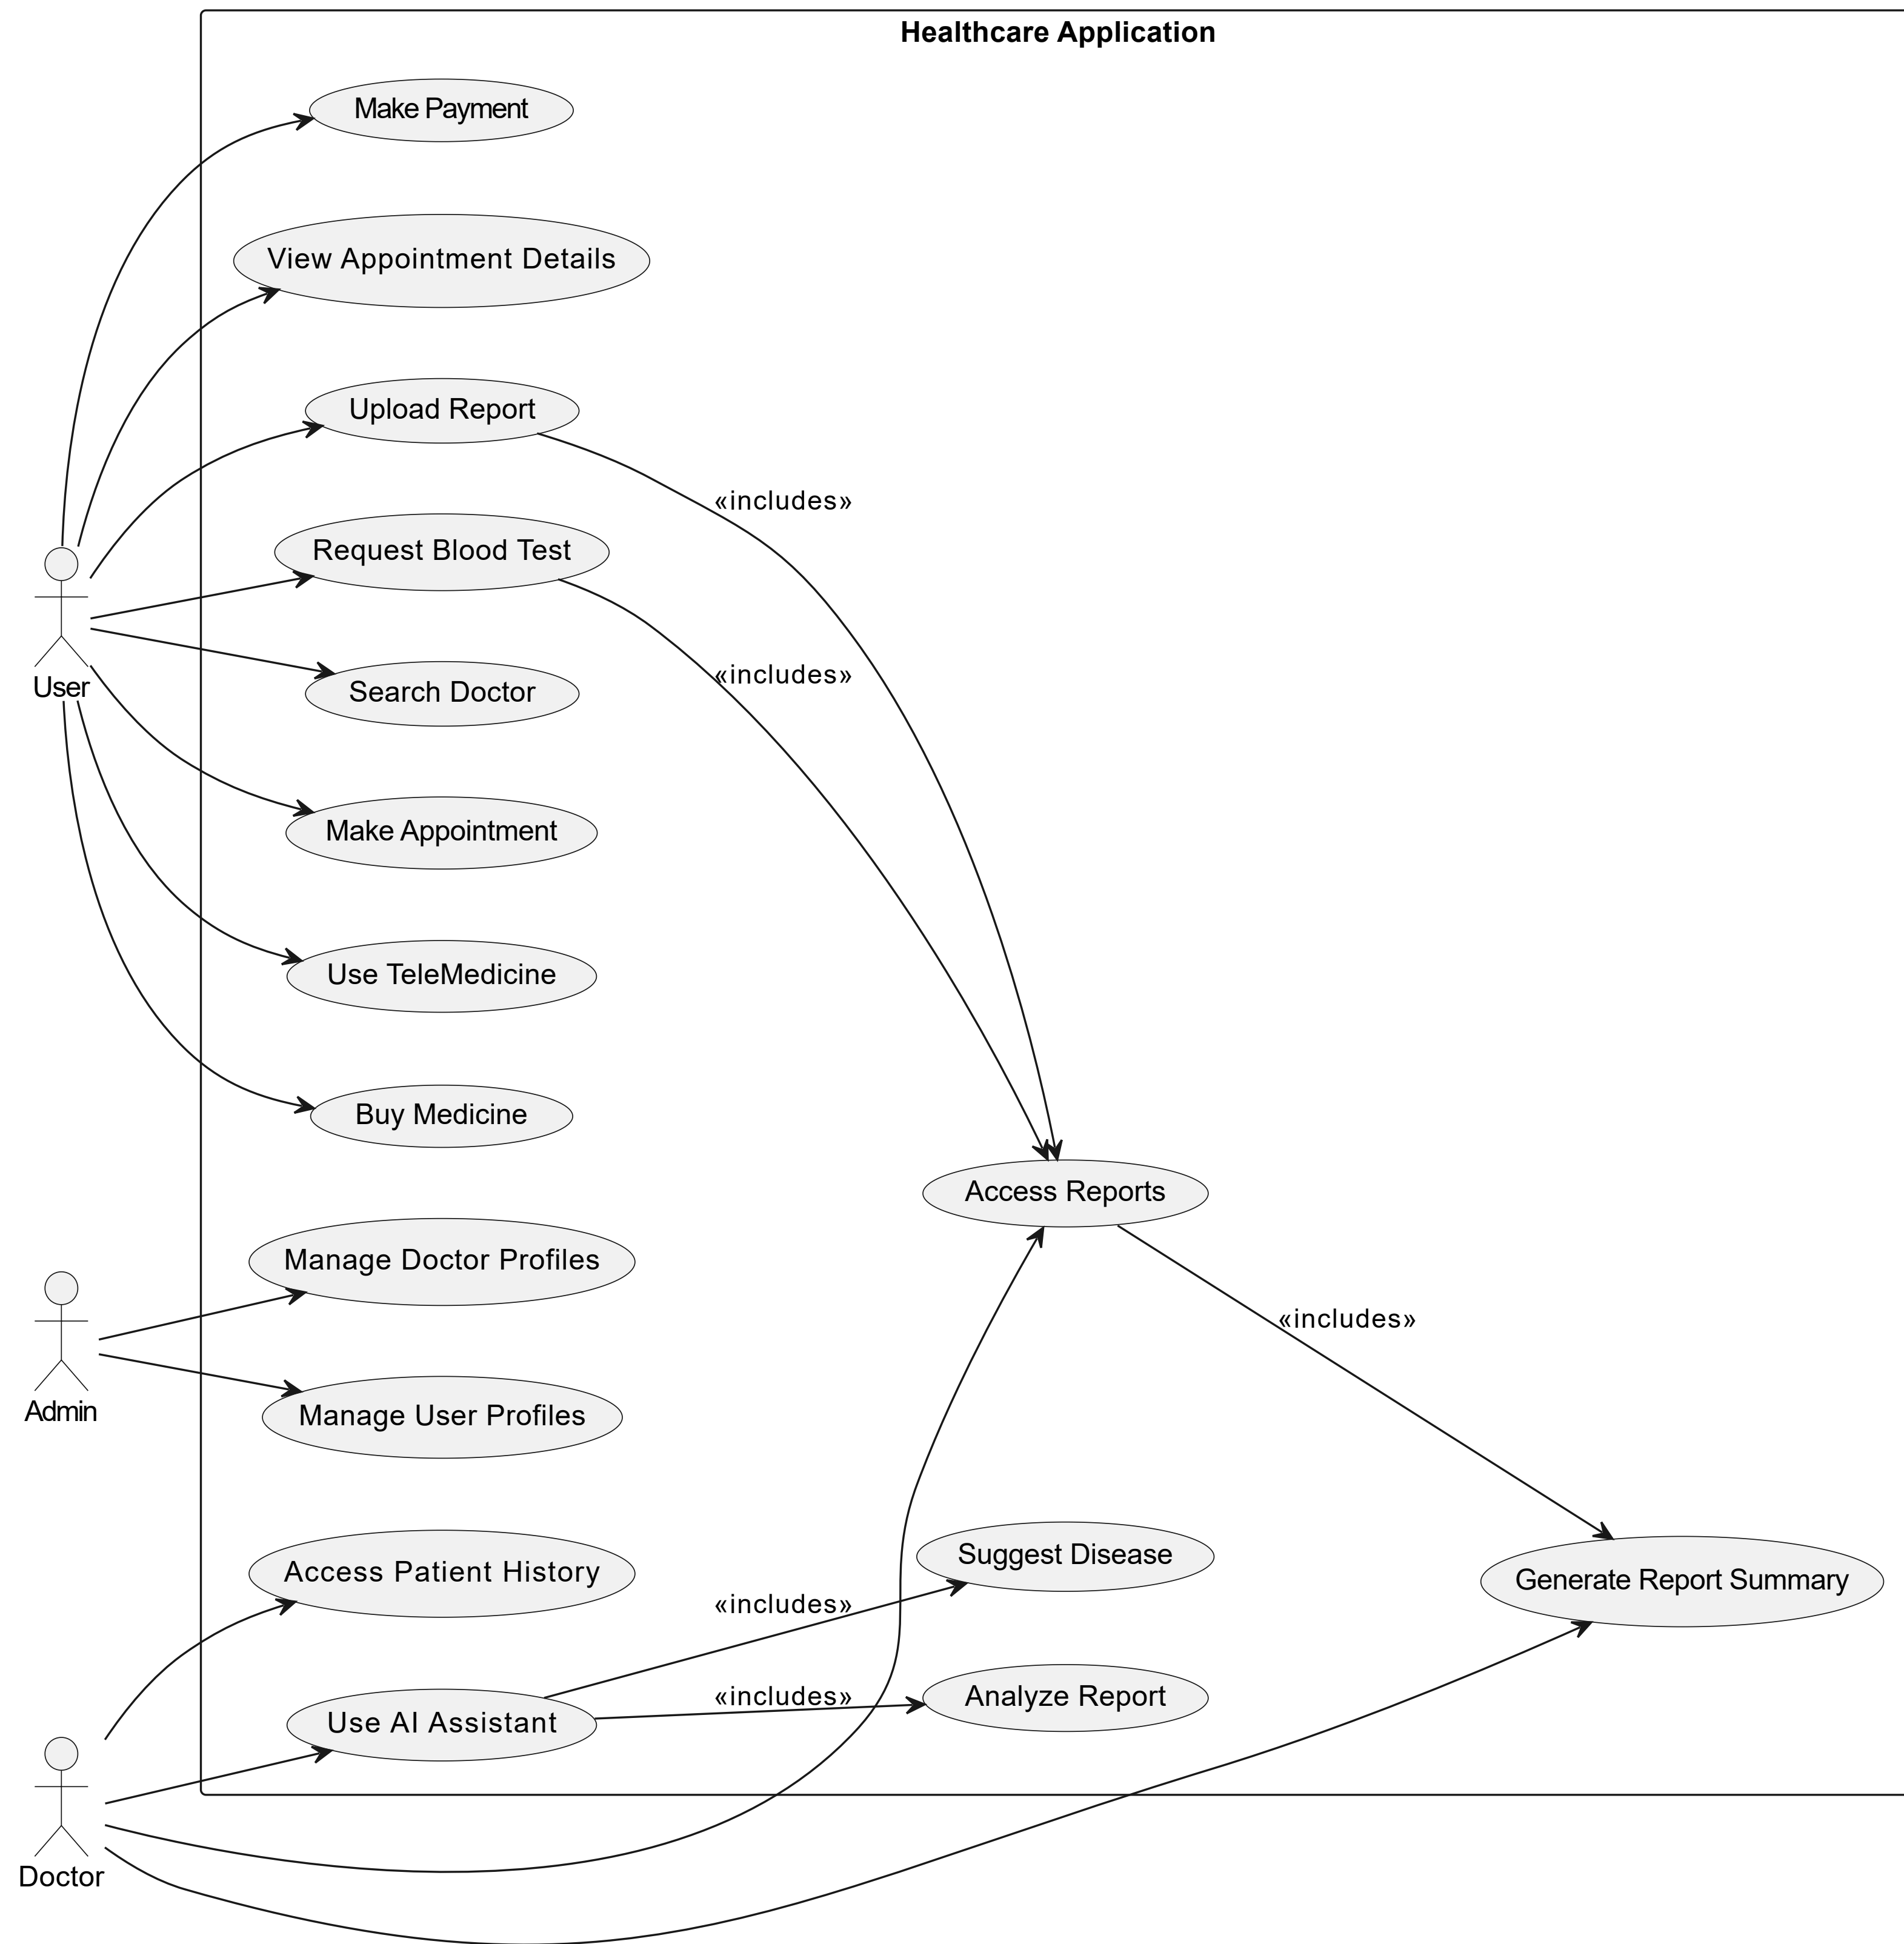 Healthcare Application
Make Payment
View Appointment Details
Upload Report
«includes»
Request Blood Test
«includes»
User
Search Doctor
Make Appointment
Use TeleMedicine
Buy Medicine
Access Reports
Manage Doctor Profiles
«includes»
Admin
Manage User Profiles
Suggest Disease
Access Patient History
Generate Report Summary
«includes»
«includes»
Analyze Report
Use AI Assistant
Doctor